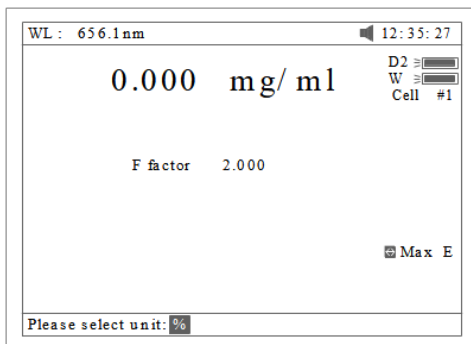 WL: 656.1nm 12:35:27
0.000 mg/ml
D2
W
Cell #1
F factor 2.000
Max E
Please select unit: %